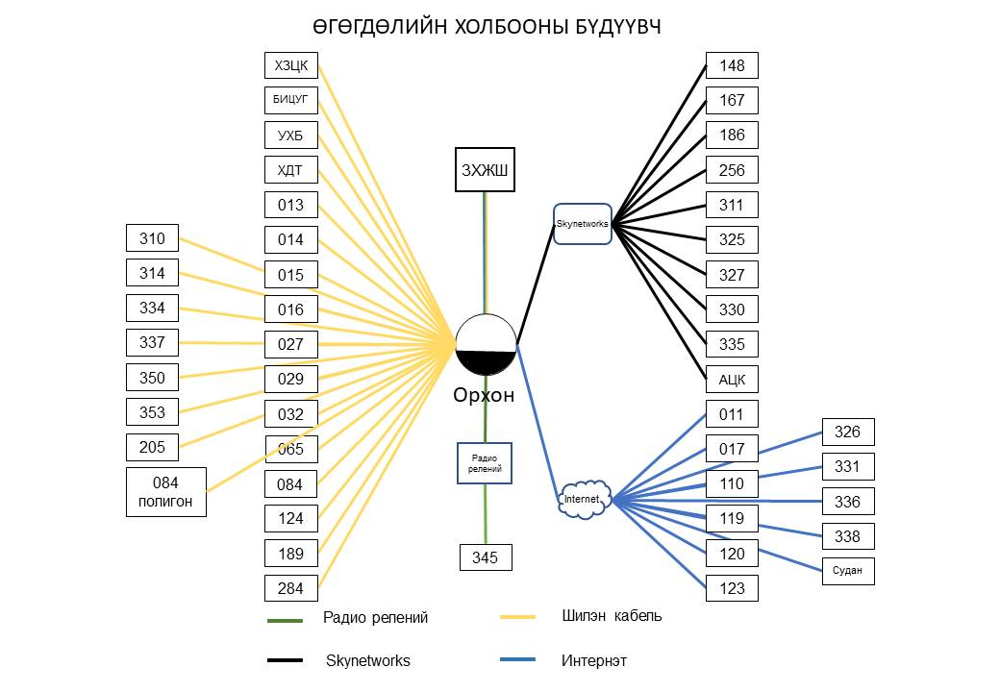 ӨГӨГДӨЛИЙН ХОЛБООНЫ БҮДҮҮВЧ
ХЗЦК
БИЦУГ
УХБ
ХДТ
013
014
015
016
027
029
032
065
084
124
189
284
310
314
334
337
350
353
205
084
ПОЛИГОН
ЗХЖШ
Орхон
Радио
релений
345
Skynetworks
148
167
186
256
311
325
327
330
335
АЦК
Internet
011
017
110
119
120
123
326
331
336
338
Судан
Радио релений
Шилэн кабель
Skynetworks
Интернэт